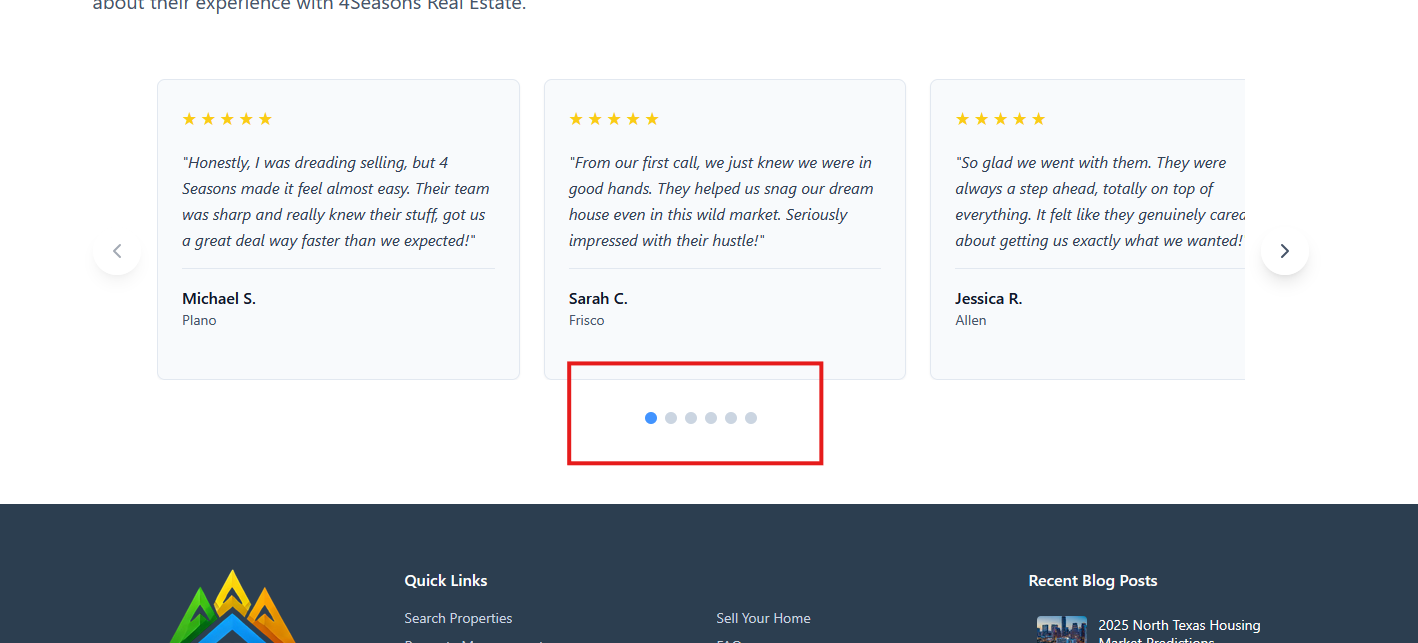 about their experience with 4Seasons Real Estate.
★ ★ ★ ★ ★
"Honestly, I was dreading selling, but 4
Seasons made it feel almost easy. Their team
was sharp and really knew their stuff, got us
a great deal way faster than we expected!"
Michael S.
Plano
★ ★ ★ ★ ★
"From our first call, we just knew we were in
good hands. They helped us snag our dream
house even in this wild market. Seriously
impressed with their hustle!"
Sarah C.
Frisco
★ ★ ★ ★ ★
"So glad we went with them. They were
always a step ahead, totally on top of
everything. It felt like they genuinely cared
about getting us exactly what we wanted!
Jessica R.
Allen
Quick Links
Search Properties
Sell Your Home
FAQ
Recent Blog Posts
2025 North Texas Housing
Market Predictions